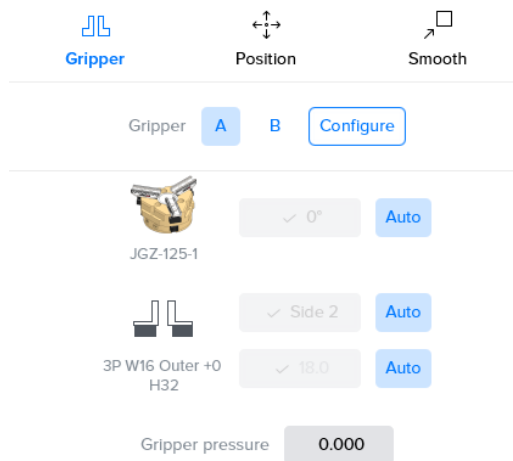 Gripper Position Smooth
Gripper A B Configure
0° Auto
JGZ-125-1
Side 2 Auto
3P W16 Outer +0
H32
18.0 Auto
Gripper pressure 0.000